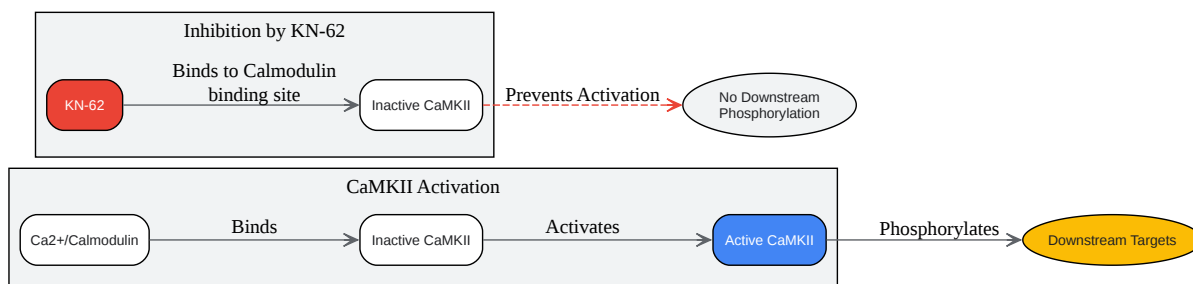 Inhibition by KN-62
Binds to Calmodulin
binding site
KN-62
Inactive CaMKII
Prevents Activation
No Downstream
Phosphorylation
CaMKII Activation
Ca2+/Calmodulin
Binds
Inactive CaMKII
Activates
Active CaMKII
Phosphorylates
Downstream Targets